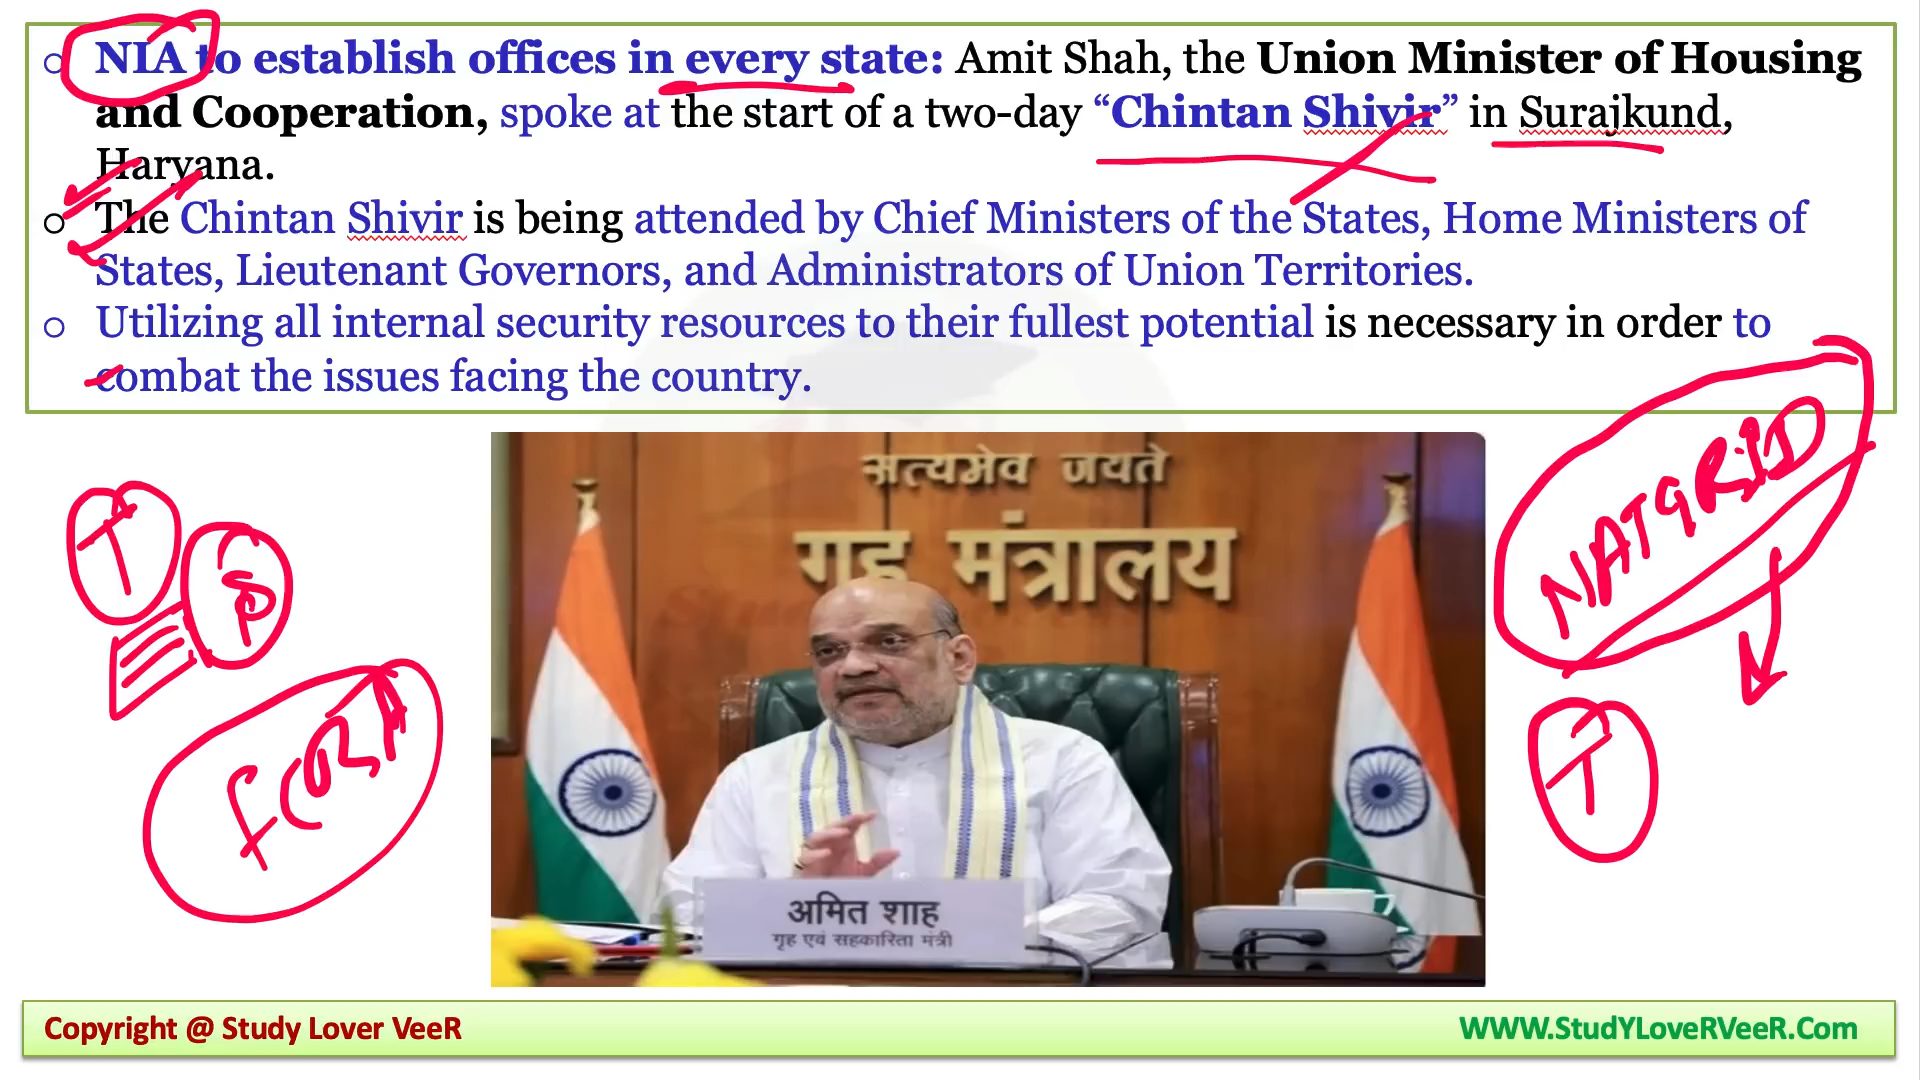 NIA to establish offices in every state: Amit Shah, the Union Minister of Housing
and Cooperation, spoke at the start of a two-day “Chintan Shivir” in Surajkund,
Haryana.
The Chintan Shivir is being attended by Chief Ministers of the States, Home Ministers of
States, Lieutenant Governors, and Administrators of Union Territories.
Utilizing all internal security resources to their fullest potential is necessary in order to
combat the issues facing the country.
सत्यमेव जयते
गृह मंत्रालय
NATGRID
T
S
FCRA
T
अमित शाह
गृह एवं सहकारिता मंत्री
Copyright @ Study Lover VeeR
WWW.StudYLoveRVeeR.Com